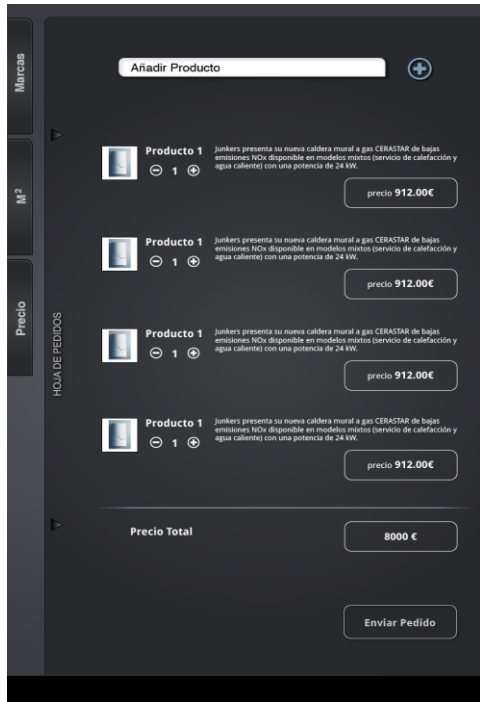 Añadir Producto
Marcas
M²
Precio
HOJA DE PEDIDOS
Producto 1
1
Junkers presenta su nueva caldera mural a gas CERASTAR de bajas
emisiones NOx disponible en modelos mixtos (servicio de calefacción y
agua caliente) con una potencia de 24 kW.
precio 912.00€
Producto 1
1
Junkers presenta su nueva caldera mural a gas CERASTAR de bajas
emisiones NOx disponible en modelos mixtos (servicio de calefacción y
agua caliente) con una potencia de 24 kW.
precio 912.00€
Producto 1
1
Junkers presenta su nueva caldera mural a gas CERASTAR de bajas
emisiones NOx disponible en modelos mixtos (servicio de calefacción y
agua caliente) con una potencia de 24 kW.
precio 912.00€
Producto 1
1
Junkers presenta su nueva caldera mural a gas CERASTAR de bajas
emisiones NOx disponible en modelos mixtos (servicio de calefacción y
agua caliente) con una potencia de 24 kW.
precio 912.00€
Precio Total
8000 €
Enviar Pedido